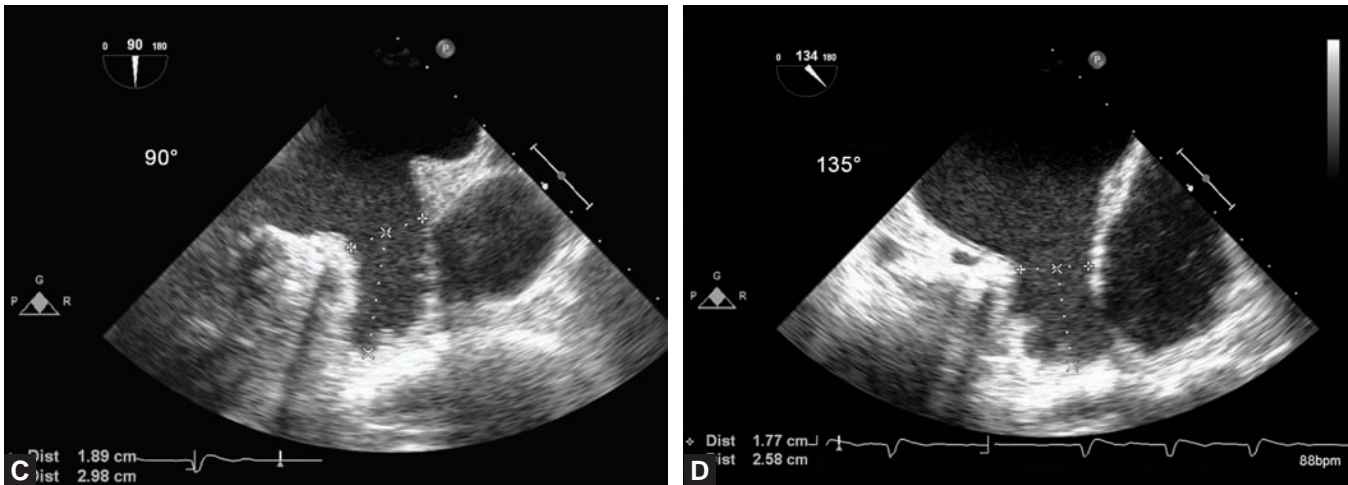 0 90 180
P
90°
G
P R
Dist 1.89 cm
Dist 2.98 cm
C
0 134 180
P
135°
G
P R
Dist 1.77 cm
Dist 2.58 cm
88bpm
D